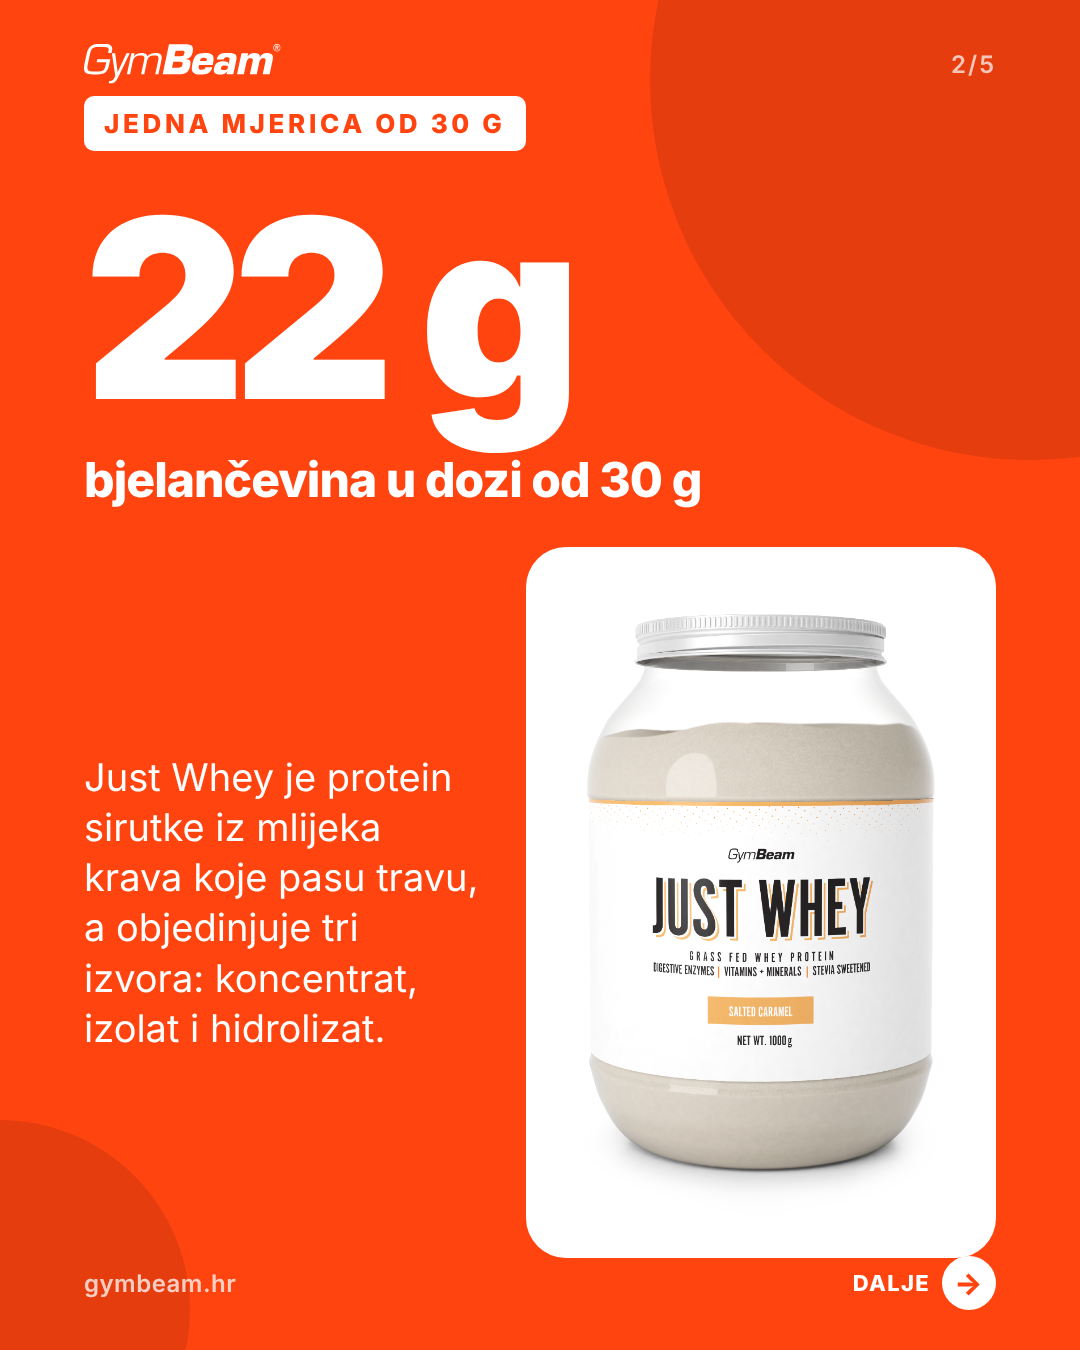 GymBeam®
2/5
JEDNA MJERICA OD 30 G
22 g
bjelančevina u dozi od 30 g
Just Whey je protein
sirutke iz mlijeka
krava koje pasu travu,
a objedinjuje tri
izvora: koncentrat,
izolat i hidrolizat.
GymBeam
JUST WHEY
GRASS FED WHEY PROTEIN
DIGESTIVE ENZYMES | VITAMINS + MINERALS | STEVIA SWEETENED
SALTED CARAMEL
NET WT. 1000g
gymbeam.hr
DALJE →